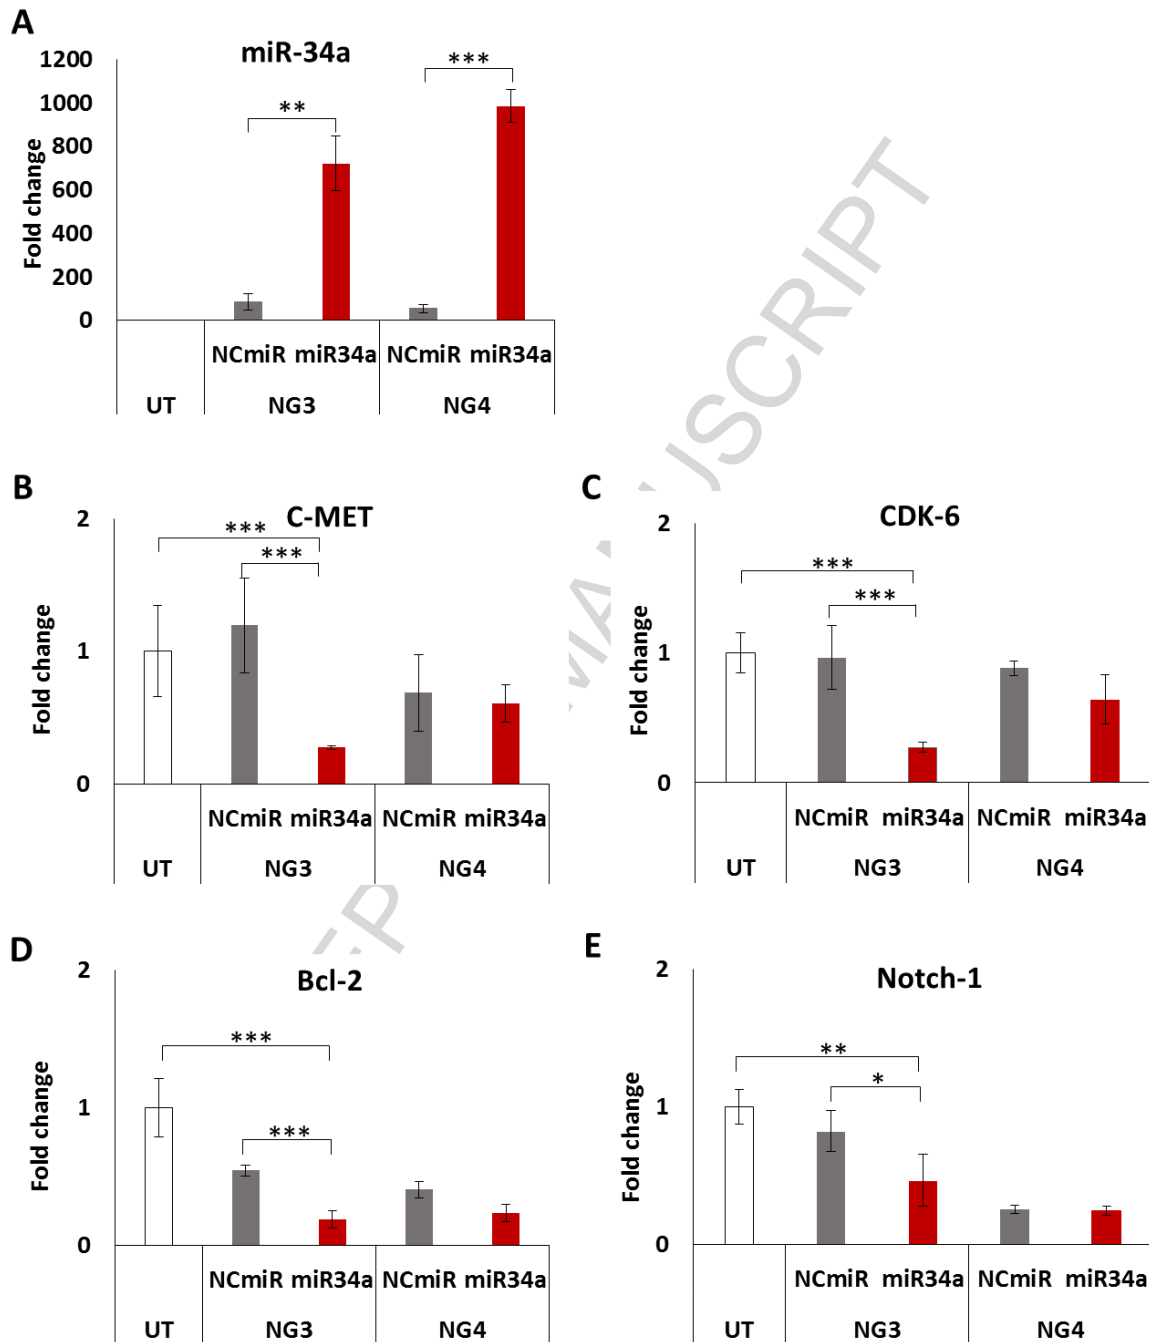 A
miR-34a
1200
1000
800
600
400
200
0
Fold change
**
***
NCmiR miR34a NCmiR miR34a
UT NG3 NG4
B
C-MET
2
1
0
Fold change
***
***
NCmiR miR34a NCmiR miR34a
UT NG3 NG4
C
CDK-6
2
1
0
Fold change
***
***
NCmiR miR34a NCmiR miR34a
UT NG3 NG4
D
Bcl-2
2
1
0
Fold change
***
***
NCmiR miR34a NCmiR miR34a
UT NG3 NG4
E
Notch-1
2
1
0
Fold change
**
*
NCmiR miR34a NCmiR miR34a
UT NG3 NG4